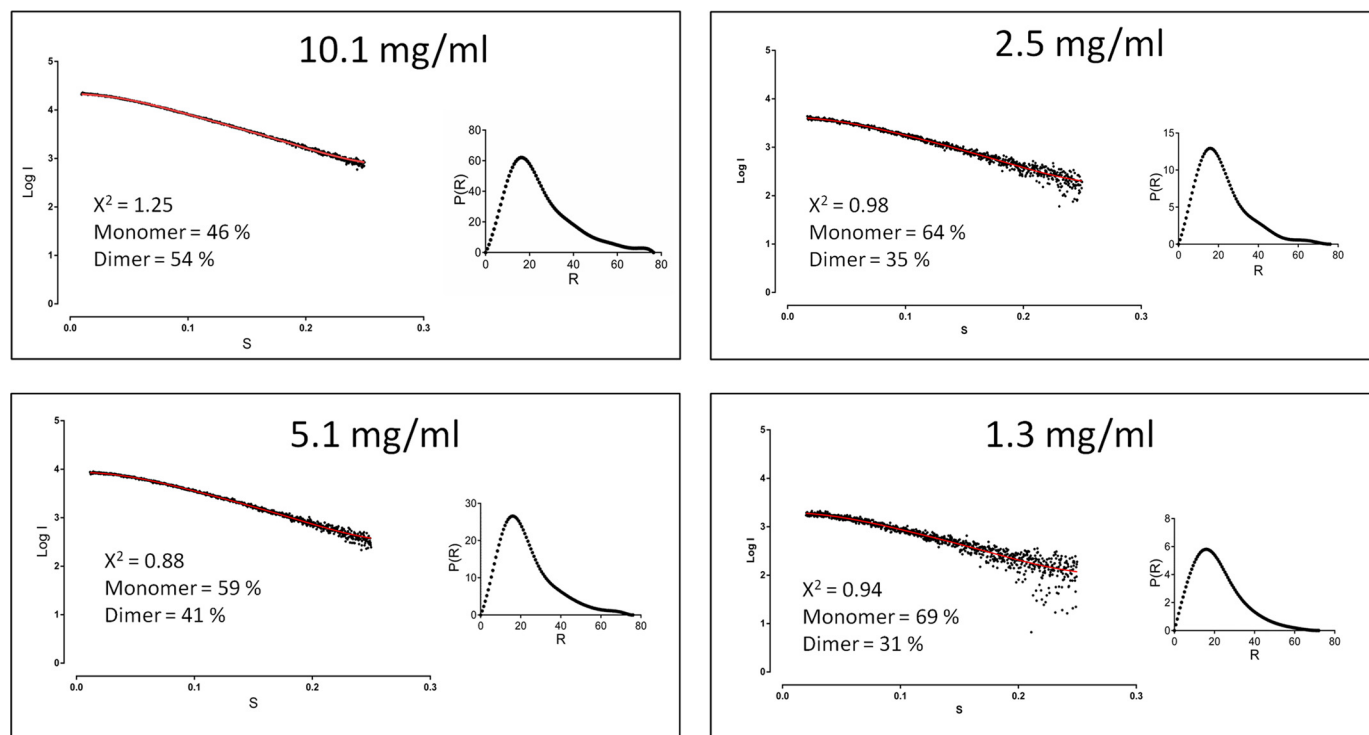 10.1 mg/ml
5
4
3
2
1
0
Log I
X² = 1.25
Monomer = 46 %
Dimer = 54 %
0.0 0.1 0.2 0.3
S
80
60
40
20
0
P(R)
0 20 40 60 80
R
2.5 mg/ml
5
4
3
2
1
0
Log I
X² = 0.98
Monomer = 64 %
Dimer = 35 %
0.0 0.1 0.2 0.3
S
15
10
5
0
P(R)
0 20 40 60 80
R
5.1 mg/ml
5
4
3
2
1
0
Log I
X² = 0.88
Monomer = 59 %
Dimer = 41 %
0.0 0.1 0.2 0.3
S
30
20
10
0
P(R)
0 20 40 60 80
R
1.3 mg/ml
5
4
3
2
1
0
Log I
X² = 0.94
Monomer = 69 %
Dimer = 31 %
0.0 0.1 0.2 0.3
S
8
6
4
2
0
P(R)
0 20 40 60 80
R